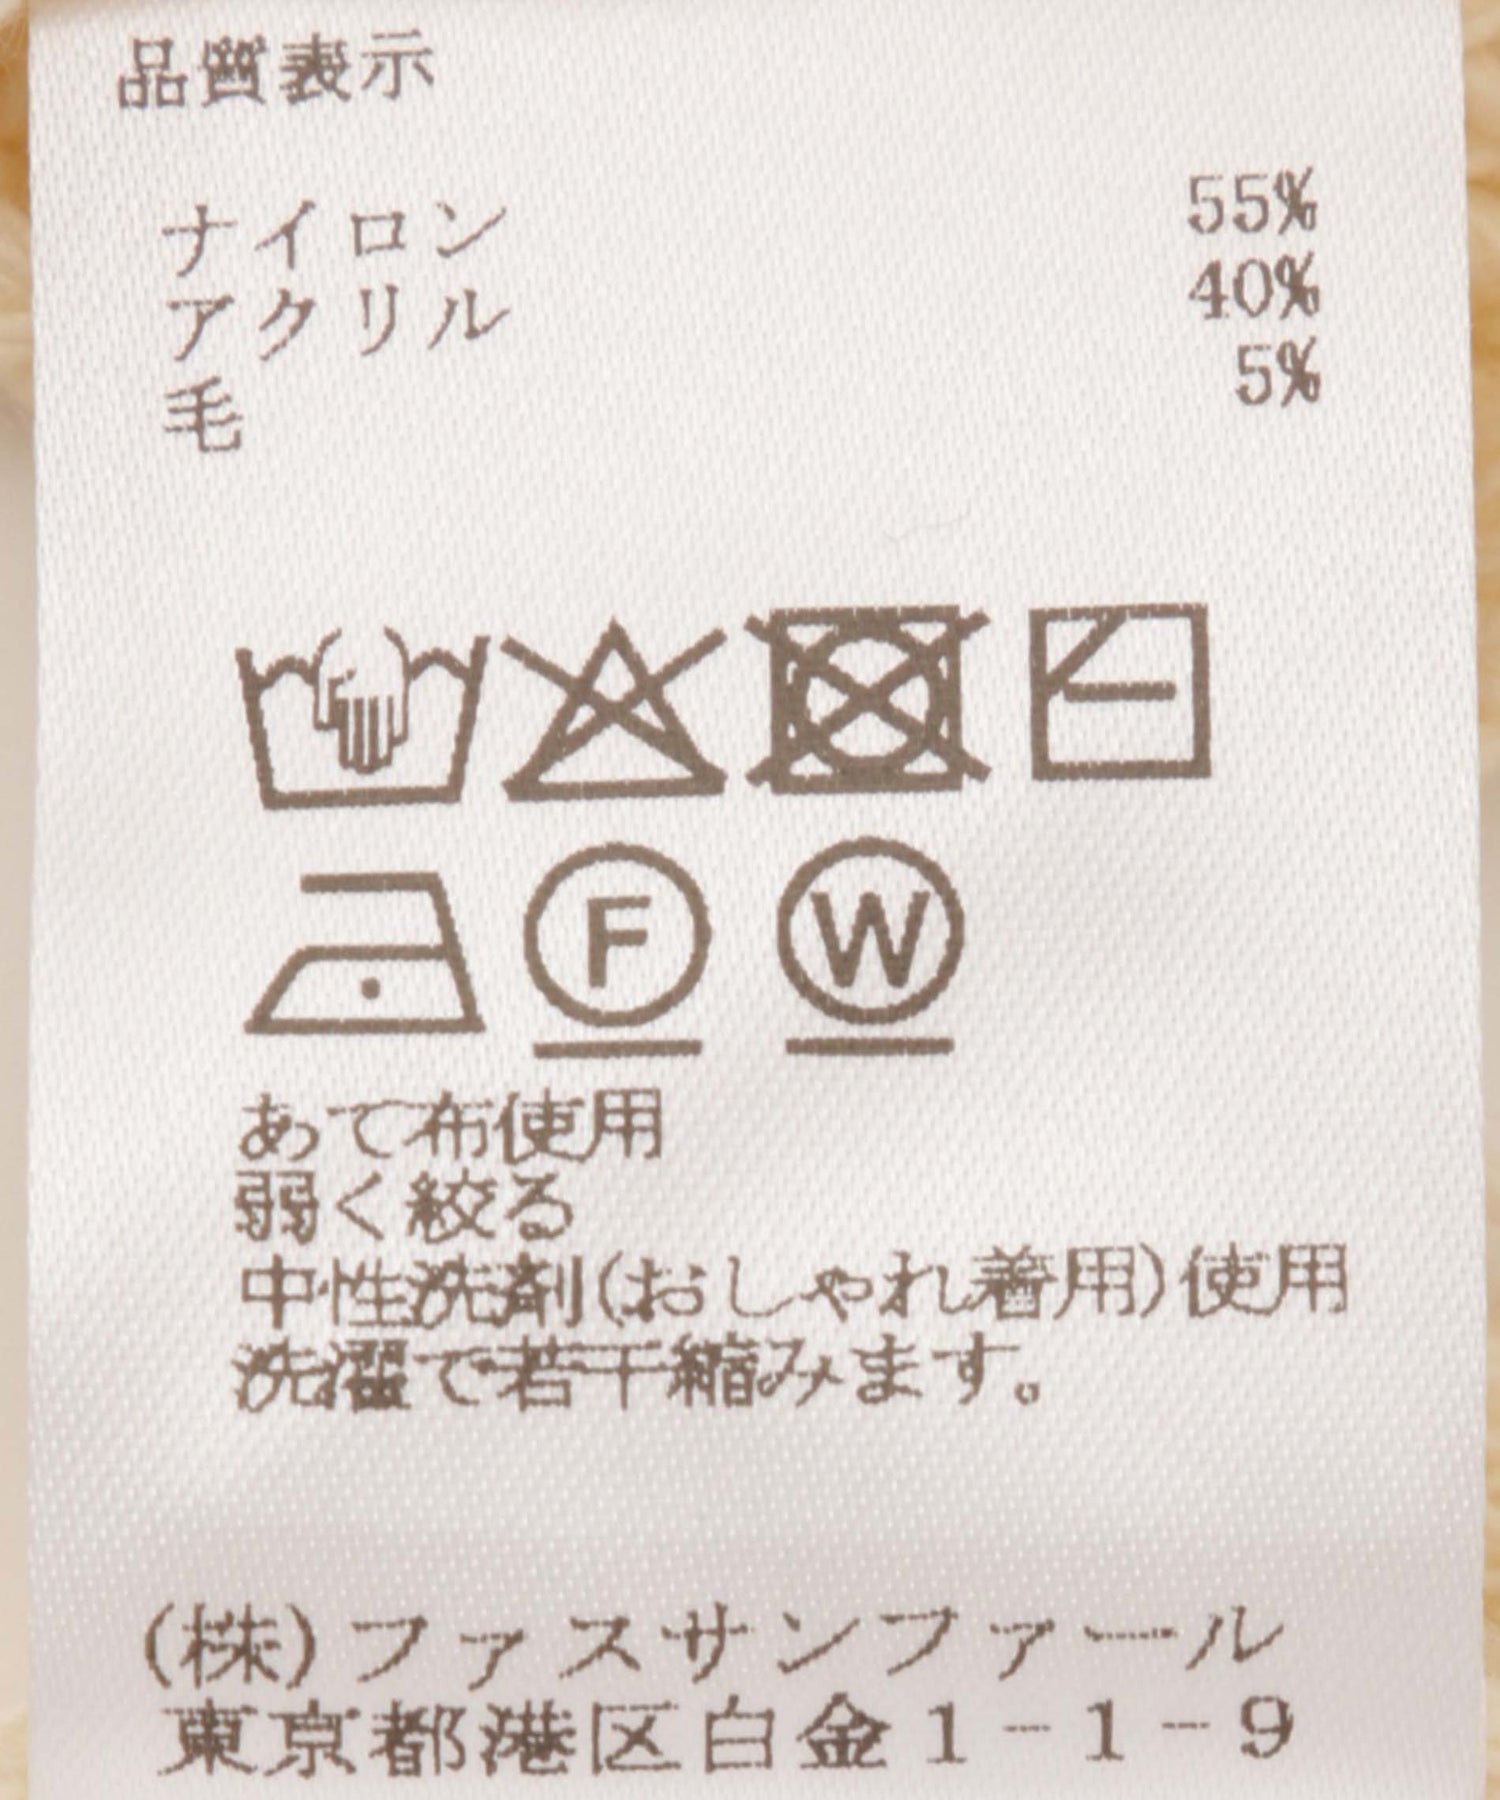 品質表示
ナイロン 55%
アクリル 40%
毛 5%
F W
あて布使用
弱く絞る
中性洗剤(おしゃれ着用)使用
洗濯で若干縮みます。
(株)ファスサンファール
東京都港区白金1-1-9